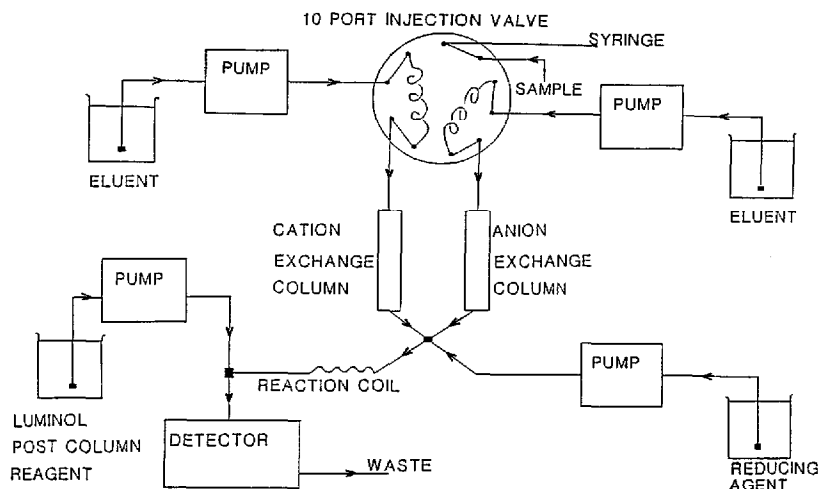 10 PORT INJECTION VALVE
SYRINGE
PUMP
SAMPLE
PUMP
ELUENT
ELUENT
CATION
EXCHANGE
COLUMN
ANION
EXCHANGE
COLUMN
PUMP
PUMP
REACTION COIL
LUMINOL
POST COLUMN
REAGENT
DETECTOR
WASTE
REDUCING
AGENT